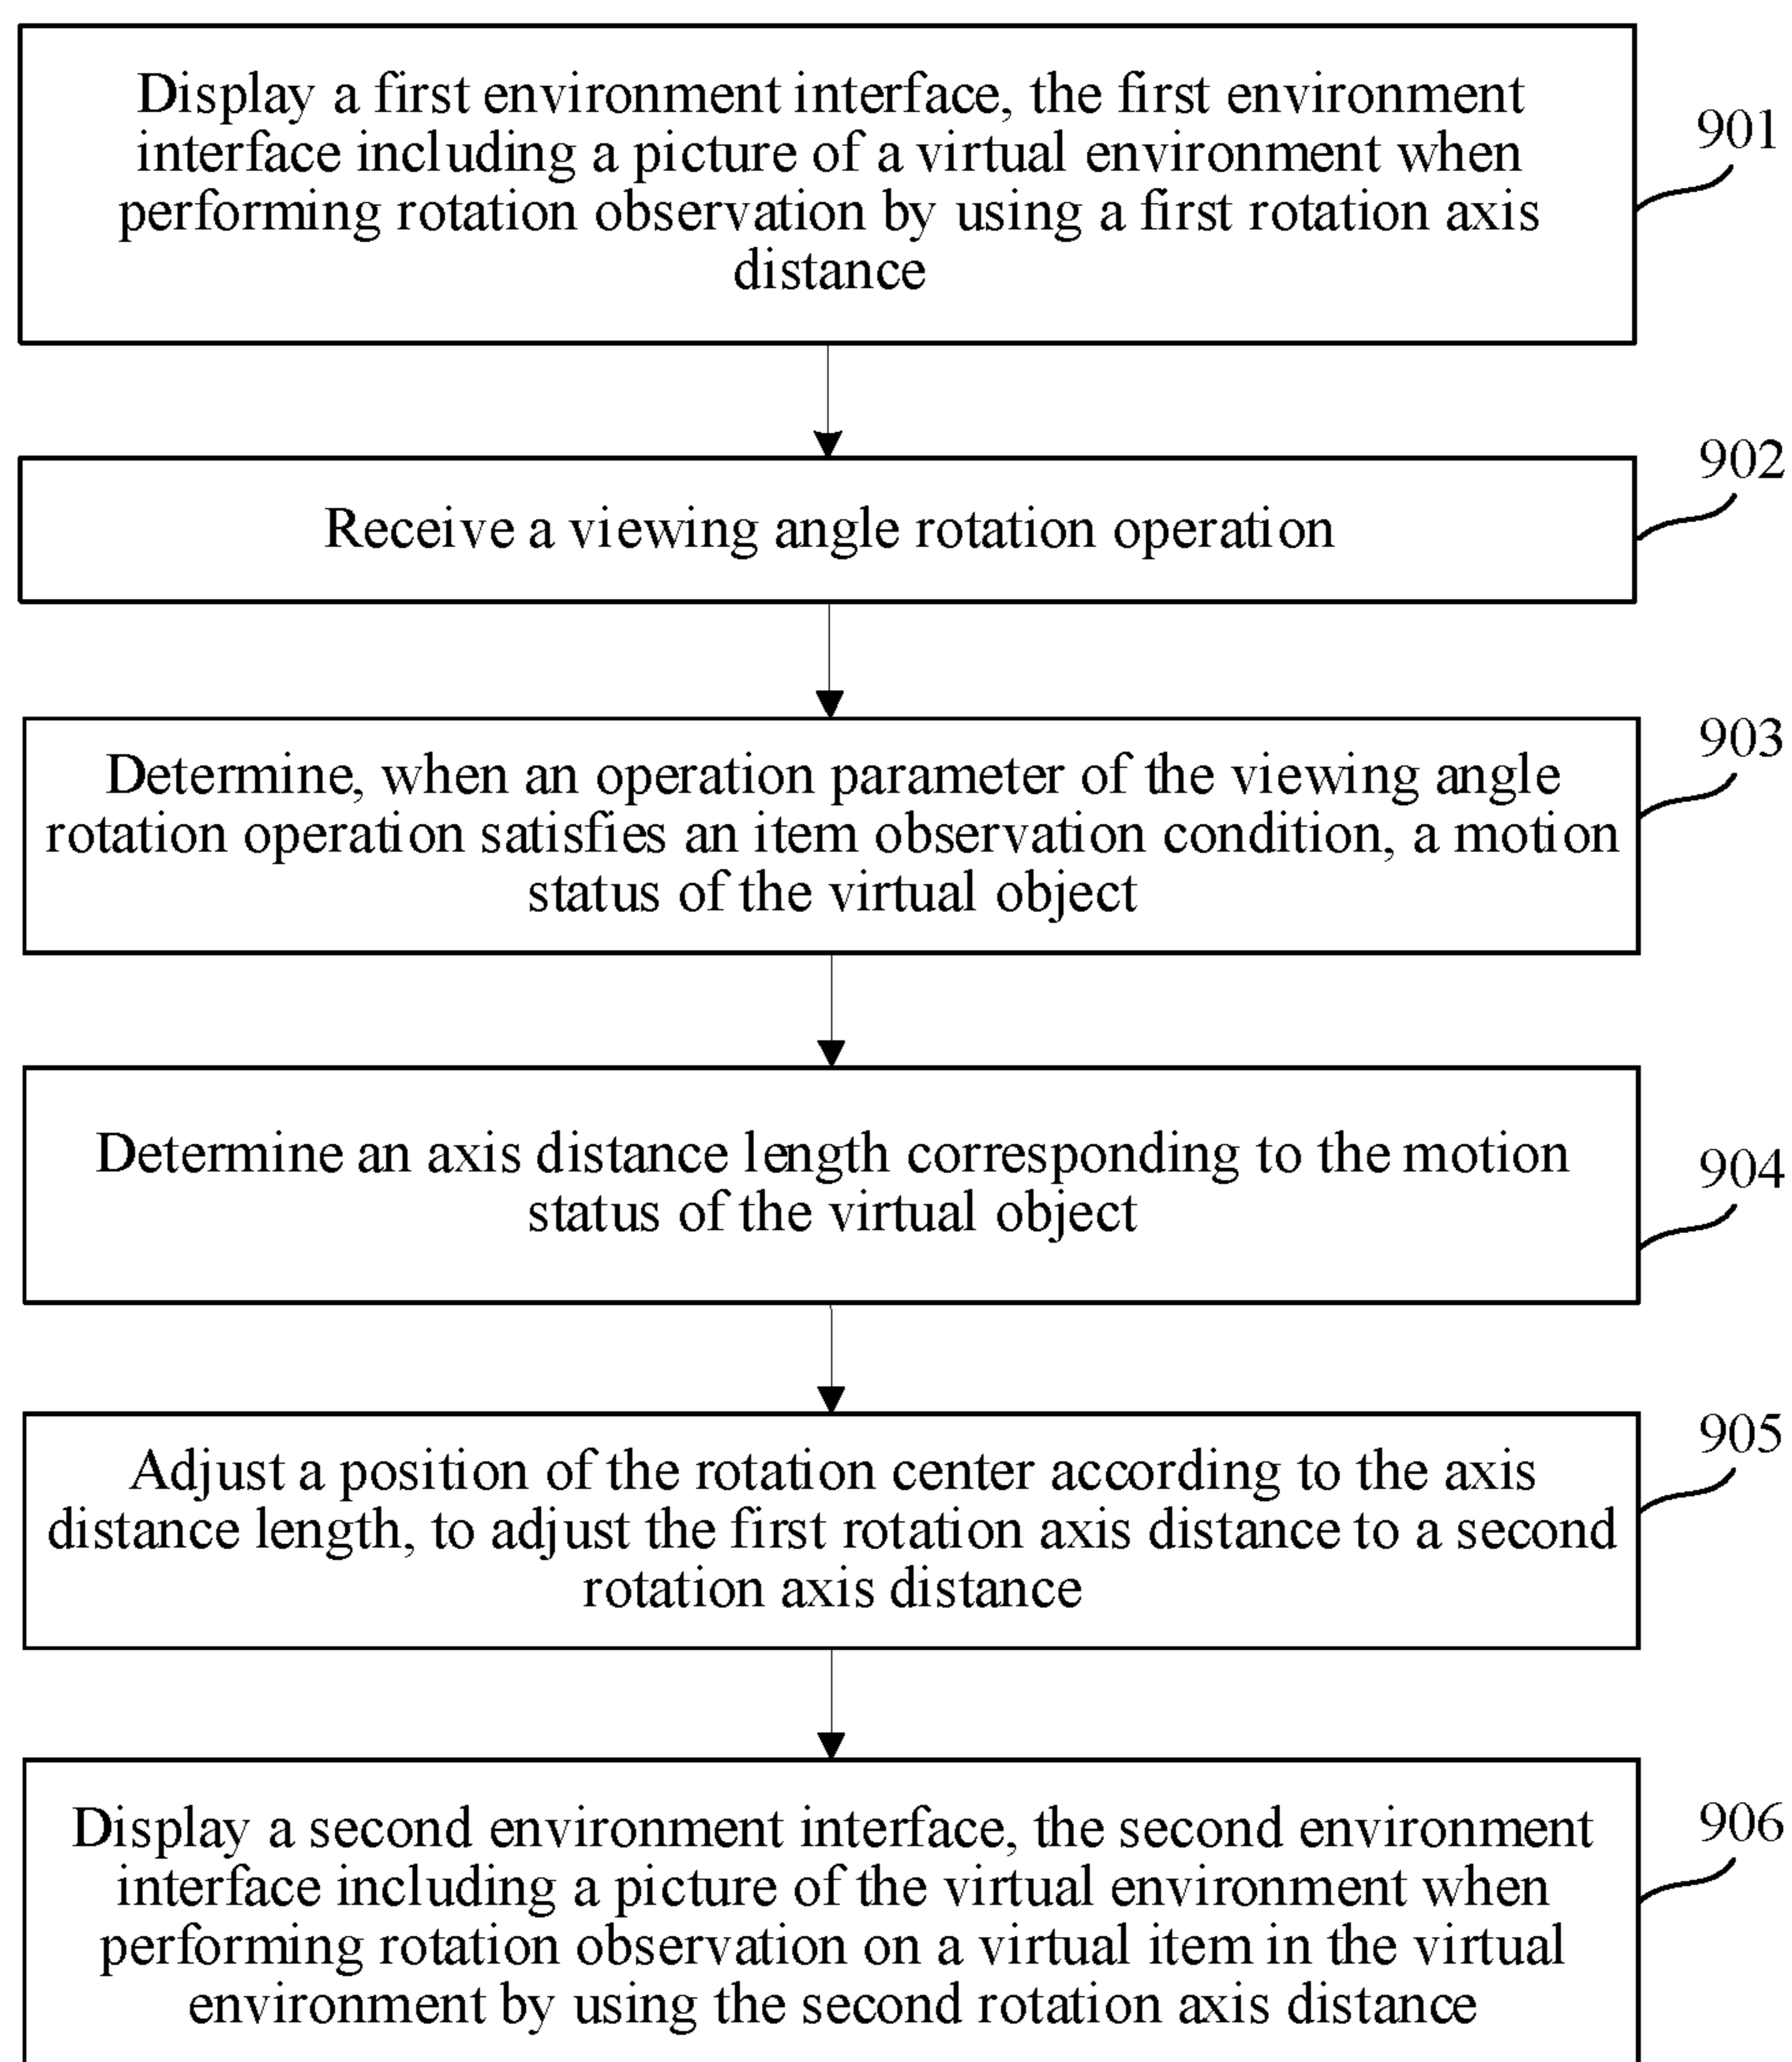 Display a first environment interface, the first environment
interface including a picture of a virtual environment when
performing rotation observation by using a first rotation axis
distance
901
Receive a viewing angle rotation operation
902
Determine, when an operation parameter of the viewing angle
rotation operation satisfies an item observation condition, a motion
status of the virtual object
903
Determine an axis distance length corresponding to the motion
status of the virtual object
904
Adjust a position of the rotation center according to the axis
distance length, to adjust the first rotation axis distance to a second
rotation axis distance
905
Display a second environment interface, the second environment
interface including a picture of the virtual environment when
performing rotation observation on a virtual item in the virtual
environment by using the second rotation axis distance
906